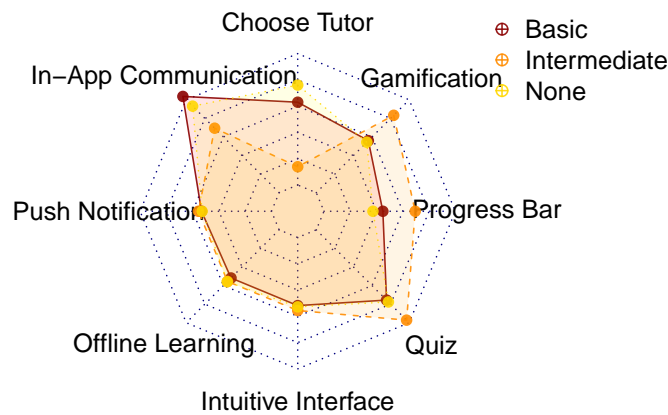 Choose Tutor
Basic
Intermediate
None
In−App Communication
Gamification
Push Notification
Progress Bar
Offline Learning
Quiz
Intuitive Interface